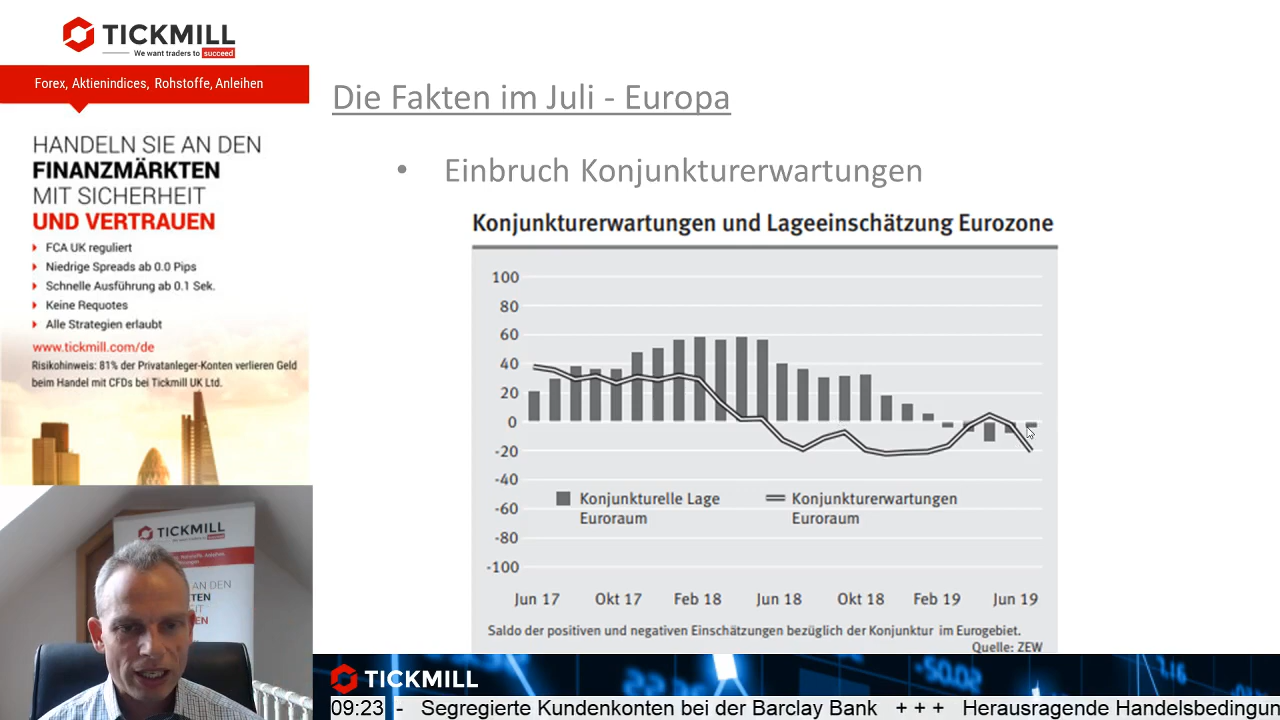 TICKMILL
We want traders to succeed
Forex, Aktienindices, Rohstoffe, Anleihen
HANDELN SIE AN DEN
FINANZMÄRKTEN
MIT SICHERHEIT
UND VERTRAUEN
FCA UK reguliert
Niedrige Spreads ab 0.0 Pips
Schnelle Ausführung ab 0.1 Sek.
Keine Requotes
Alle Strategien erlaubt
www.tickmill.com/de
Risikohinweis: 81% der Privatanleger-Konten verlieren Geld
beim Handel mit CFDs bei Tickmill UK Ltd.
TICKMILL
AN DEN
Die Fakten im Juli - Europa
• Einbruch Konjunkturerwartungen
Konjunkturerwartungen und Lageeinschätzung Eurozone
100
80
60
40
20
0
-20
-40
-60
-80
-100
Konjunkturelle Lage
Euroraum
Konjunkturerwartungen
Euroraum
Jun 17 Okt 17 Feb 18 Jun 18 Okt 18 Feb 19 Jun 19
Saldo der positiven und negativen Einschätzungen bezüglich der Konjunktur im Eurogebiet.
Quelle: ZEW
TICKMILL
-50.02
09:23 - Segregierte Kundenkonten bei der Barclay Bank + + + Herausragende Handelsbedingun